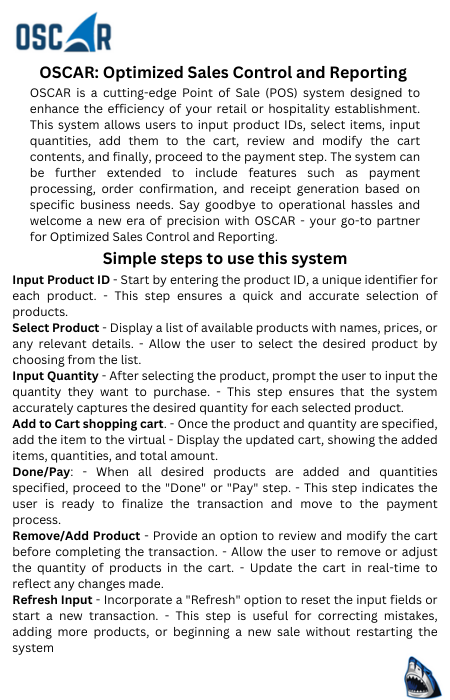 OSCAR
OSCAR: Optimized Sales Control and Reporting
OSCAR is a cutting-edge Point of Sale (POS) system designed to
enhance the efficiency of your retail or hospitality establishment.
This system allows users to input product IDs, select items, input
quantities, add them to the cart, review and modify the cart
contents, and finally, proceed to the payment step. The system can
be further extended to include features such as payment
processing, order confirmation, and receipt generation based on
specific business needs. Say goodbye to operational hassles and
welcome a new era of precision with OSCAR - your go-to partner
for Optimized Sales Control and Reporting.
Simple steps to use this system
Input Product ID - Start by entering the product ID, a unique identifier for
each product. - This step ensures a quick and accurate selection of
products.
Select Product - Display a list of available products with names, prices, or
any relevant details. - Allow the user to select the desired product by
choosing from the list.
Input Quantity - After selecting the product, prompt the user to input the
quantity they want to purchase. - This step ensures that the system
accurately captures the desired quantity for each selected product.
Add to Cart shopping cart. - Once the product and quantity are specified,
add the item to the virtual - Display the updated cart, showing the added
items, quantities, and total amount.
Done/Pay: - When all desired products are added and quantities
specified, proceed to the "Done" or "Pay" step. - This step indicates the
user is ready to finalize the transaction and move to the payment
process.
Remove/Add Product - Provide an option to review and modify the cart
before completing the transaction. - Allow the user to remove or adjust
the quantity of products in the cart. - Update the cart in real-time to
reflect any changes made.
Refresh Input - Incorporate a "Refresh" option to reset the input fields or
start a new transaction. - This step is useful for correcting mistakes,
adding more products, or beginning a new sale without restarting the
system